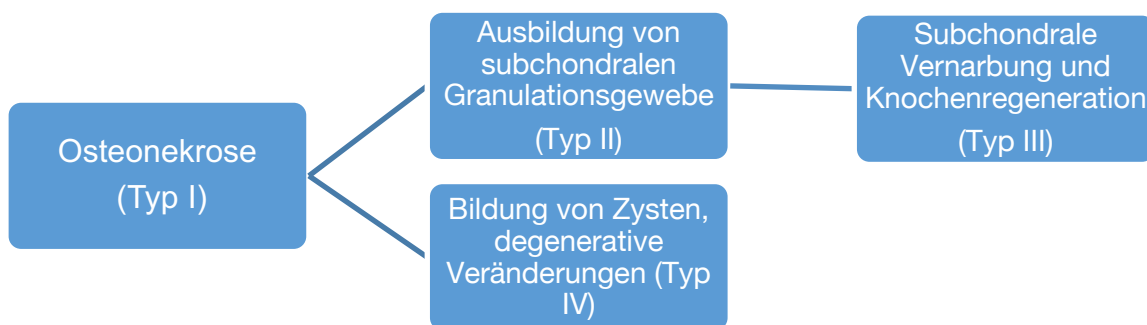 Osteonekrose
(Typ I)
Ausbildung von
subchondralen
Granulationsgewebe
(Typ II)
Bildung von Zysten,
degenerative
Veränderungen (Typ
IV)
Subchondrale
Vernarbung und
Knochenregeneration
(Typ III)